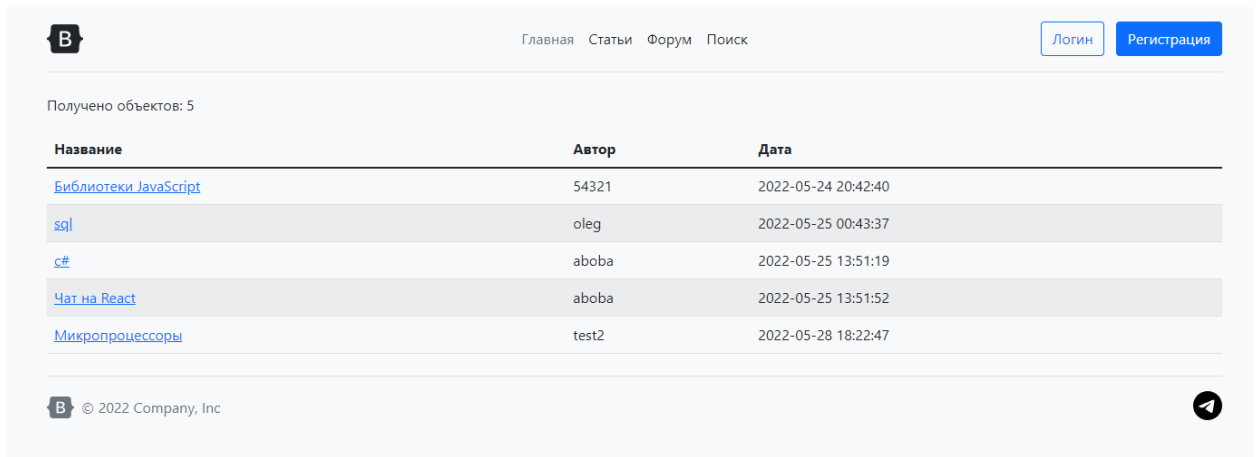 B Главная Статьи Форум Поиск Логин Регистрация
Получено объектов: 5
Название Автор Дата
Библиотеки JavaScript 54321 2022-05-24 20:42:40
sql oleg 2022-05-25 00:43:37
c# aboba 2022-05-25 13:51:19
Чат на React aboba 2022-05-25 13:51:52
Микропроцессоры test2 2022-05-28 18:22:47
B © 2022 Company, Inc